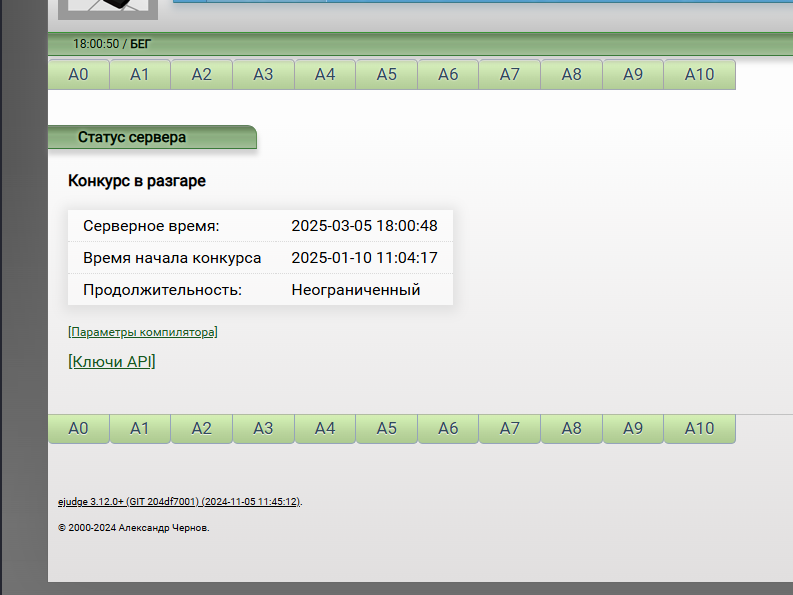 18:00:50 / БЕГ
A0 A1 A2 A3 A4 A5 A6 A7 A8 A9 A10
Статус сервера
Конкурс в разгаре
Серверное время: 2025-03-05 18:00:48
Время начала конкурса 2025-01-10 11:04:17
Продолжительность: Неограниченный
[Параметры компилятора]
[Ключи API]
A0 A1 A2 A3 A4 A5 A6 A7 A8 A9 A10
ejudge 3.12.0+ (GIT 204df7001) (2024-11-05 11:45:12).
© 2000-2024 Александр Чернов.